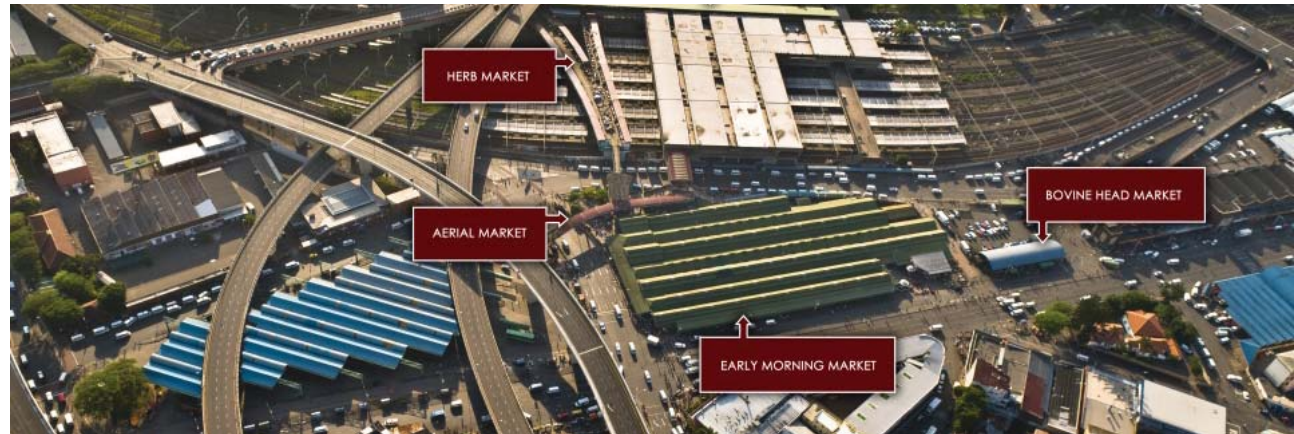 HERB MARKET
BOVINE HEAD MARKET
AERIAL MARKET
EARLY MORNING MARKET